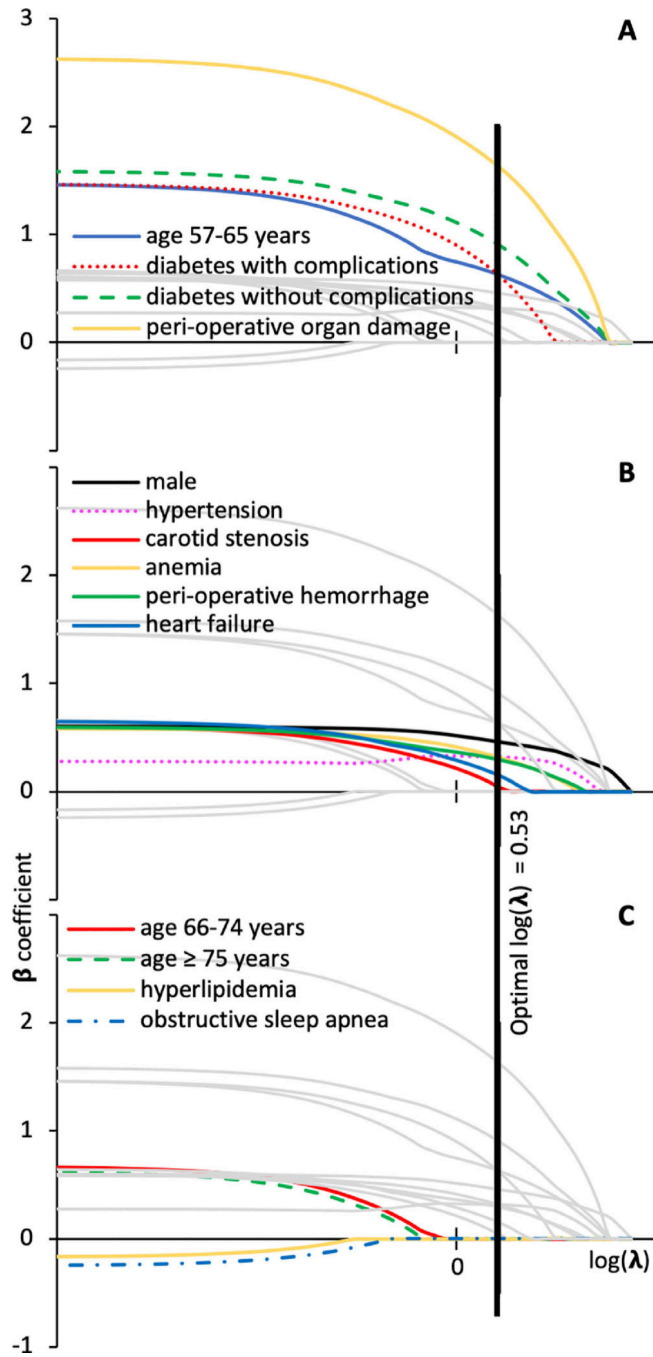 3
A
2
1
age 57-65 years
diabetes with complications
diabetes without complications
peri-operative organ damage
0
B
male
hypertension
carotid stenosis
anemia
peri-operative hemorrhage
heart failure
2
1
0
Optimal log(λ) = 0.53
β coefficient
C
age 66-74 years
age ≥ 75 years
hyperlipidemia
obstructive sleep apnea
2
1
0
0
log(λ)
-1